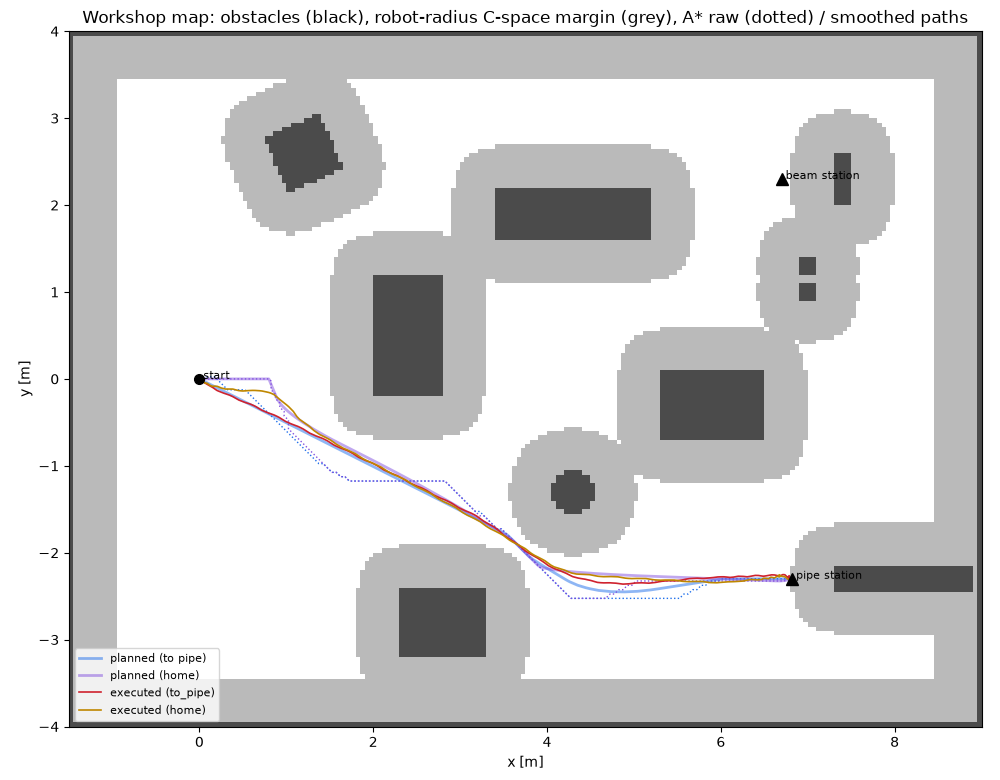 Workshop map: obstacles (black), robot-radius C-space margin (grey), A* raw (dotted) / smoothed paths
4
3
2
1
0
−1
−2
−3
−4
y [m]
beam station
start
pipe station
planned (to pipe)
planned (home)
executed (to_pipe)
executed (home)
0
2
4
6
8
x [m]